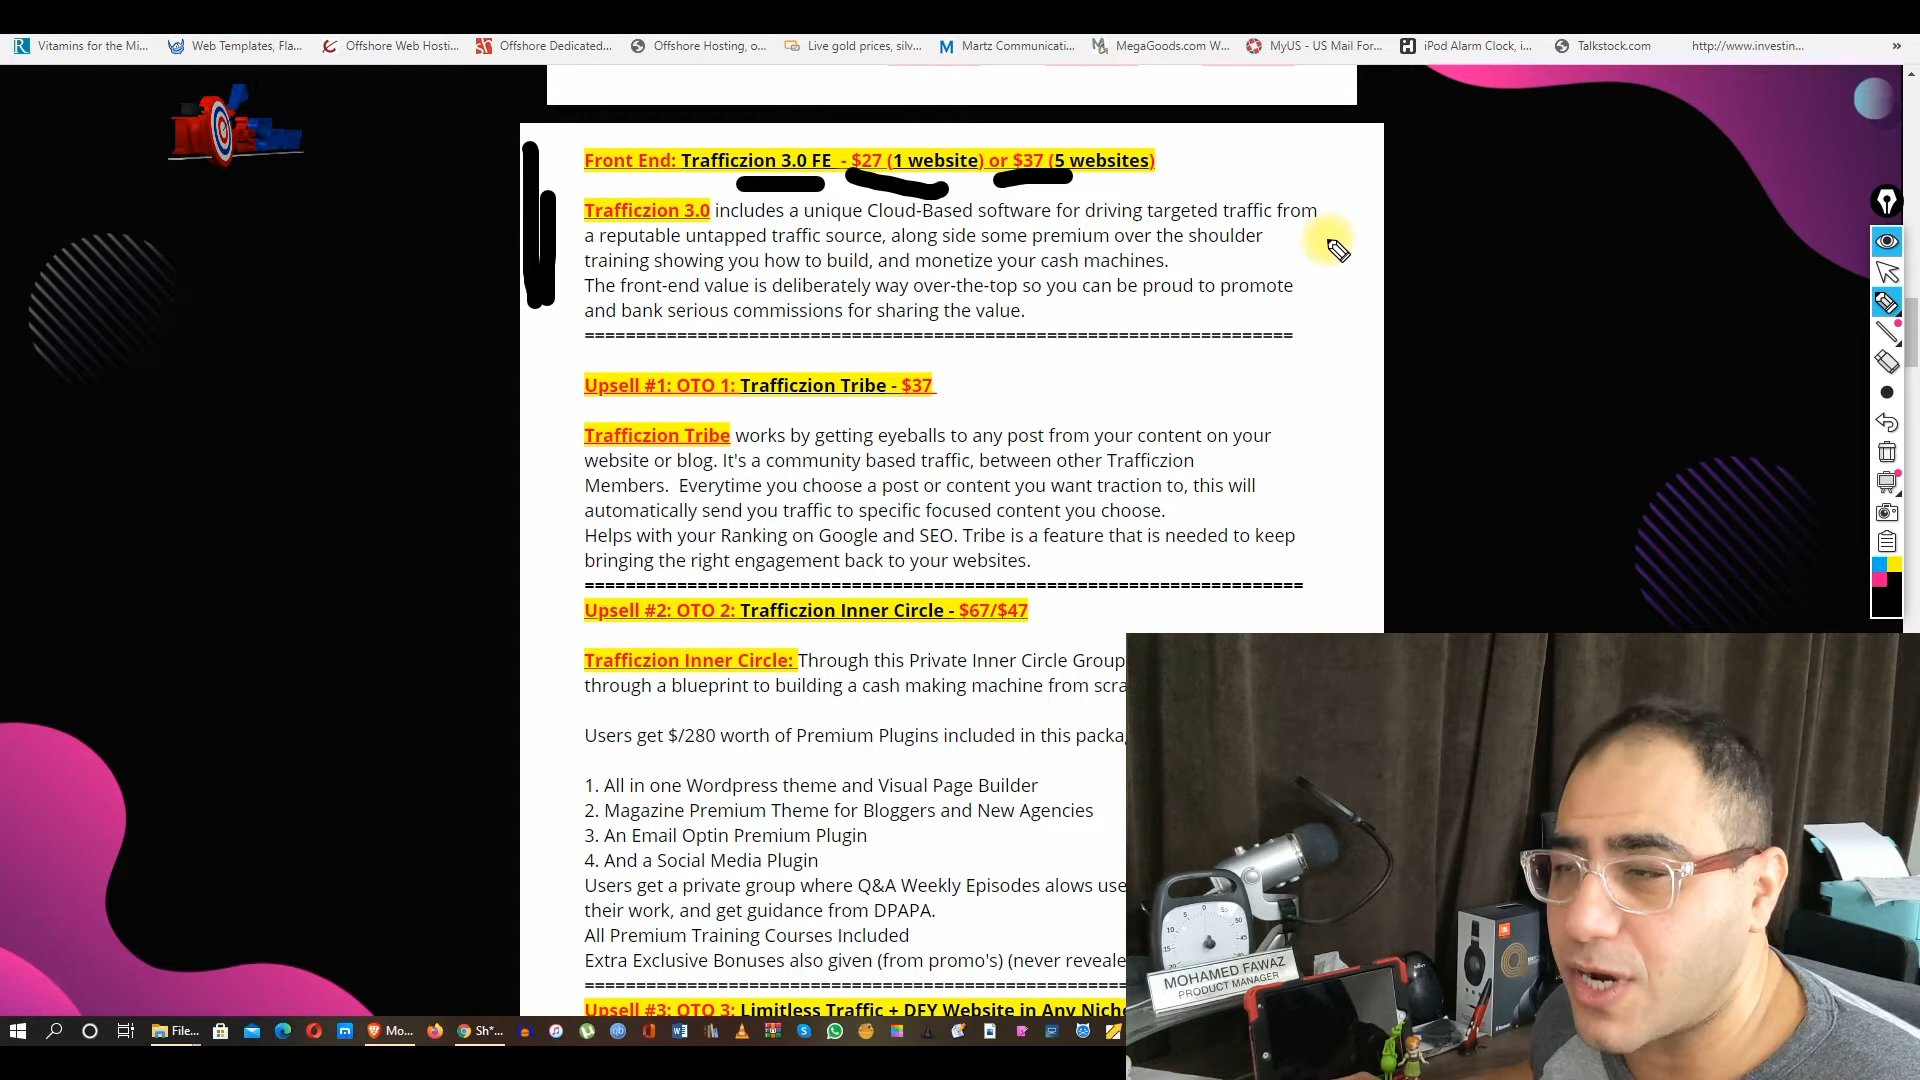 Vitamins for the Mi...
Web Templates, Fla...
Offshore Web Hosti...
Offshore Dedicated...
Offshore Hosting, o...
Live gold prices, silv...
Martz Communicati...
MegaGoods.com W...
MyUS - US Mail For...
iPod Alarm Clock, i...
Talkstock.com
http://www.investin...
Front End: Trafficzion 3.0 FE - $27 (1 website) or $37 (5 websites)
Trafficzion 3.0 includes a unique Cloud-Based software for driving targeted traffic from
a reputable untapped traffic source, along side some premium over the shoulder
training showing you how to build, and monetize your cash machines.
The front-end value is deliberately way over-the-top so you can be proud to promote
and bank serious commissions for sharing the value.
Upsell #1: OTO 1: Trafficzion Tribe - $37
Trafficzion Tribe works by getting eyeballs to any post from your content on your
website or blog. It's a community based traffic, between other Trafficzion
Members. Everytime you choose a post or content you want traction to, this will
automatically send you traffic to specific focused content you choose.
Helps with your Ranking on Google and SEO. Tribe is a feature that is needed to keep
bringing the right engagement back to your websites.
Upsell #2: OTO 2: Trafficzion Inner Circle - $67/$47
Trafficzion Inner Circle: Through this Private Inner Circle Group
through a blueprint to building a cash making machine from scra
Users get $/280 worth of Premium Plugins included in this packag
1. All in one Wordpress theme and Visual Page Builder
2. Magazine Premium Theme for Bloggers and New Agencies
3. An Email Optin Premium Plugin
4. And a Social Media Plugin
Users get a private group where Q&A Weekly Episodes alows use
their work, and get guidance from DPAPA.
All Premium Training Courses Included
Extra Exclusive Bonuses also given (from promo's) (never reveale
Upsell #3: OTO 3: Limitless Traffic + DFY Website in Any Nich
MOHAMED FAWAZ
PRODUCT MANAGER
JBL
File...
Mo...
Sh*...